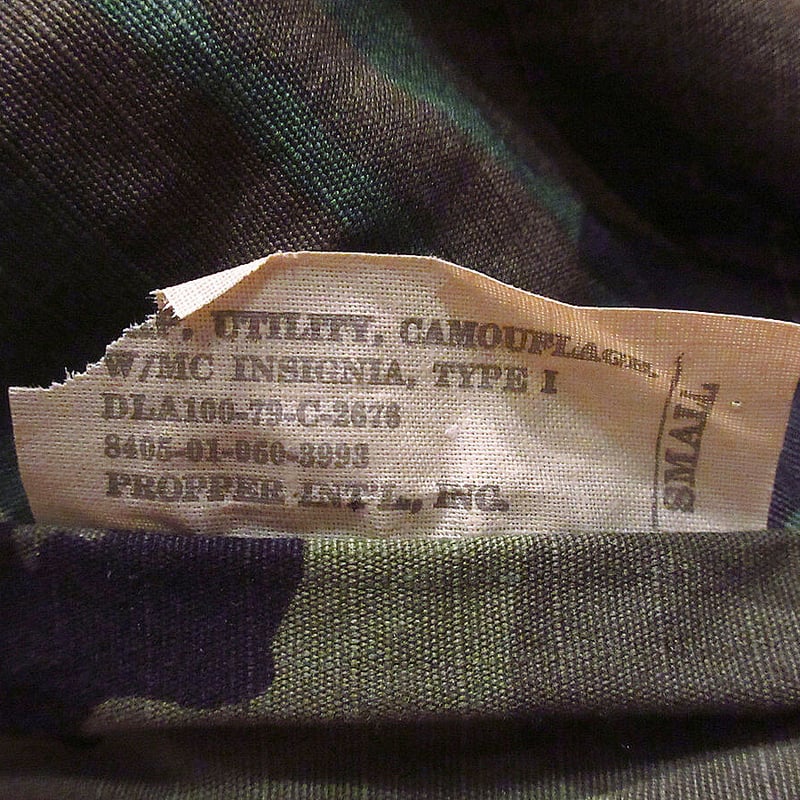 UTILITY, CAMOUFLAGE,
W/MC INSIGNIA, TYPE I
DLA100-79-C-2678
8405-01-060-3993
PROPPER INT'L, INC.
SMALL